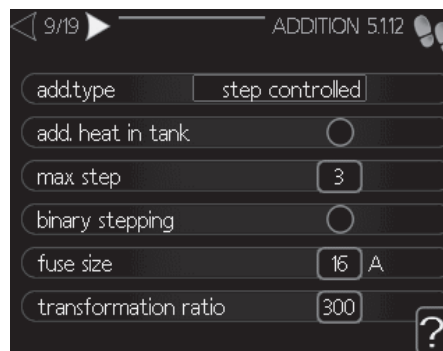 9/19 ADDITION 5.1.12
add.type step controlled
add. heat in tank
max step 3
binary stepping
fuse size 16 A
transformation ratio 300
?